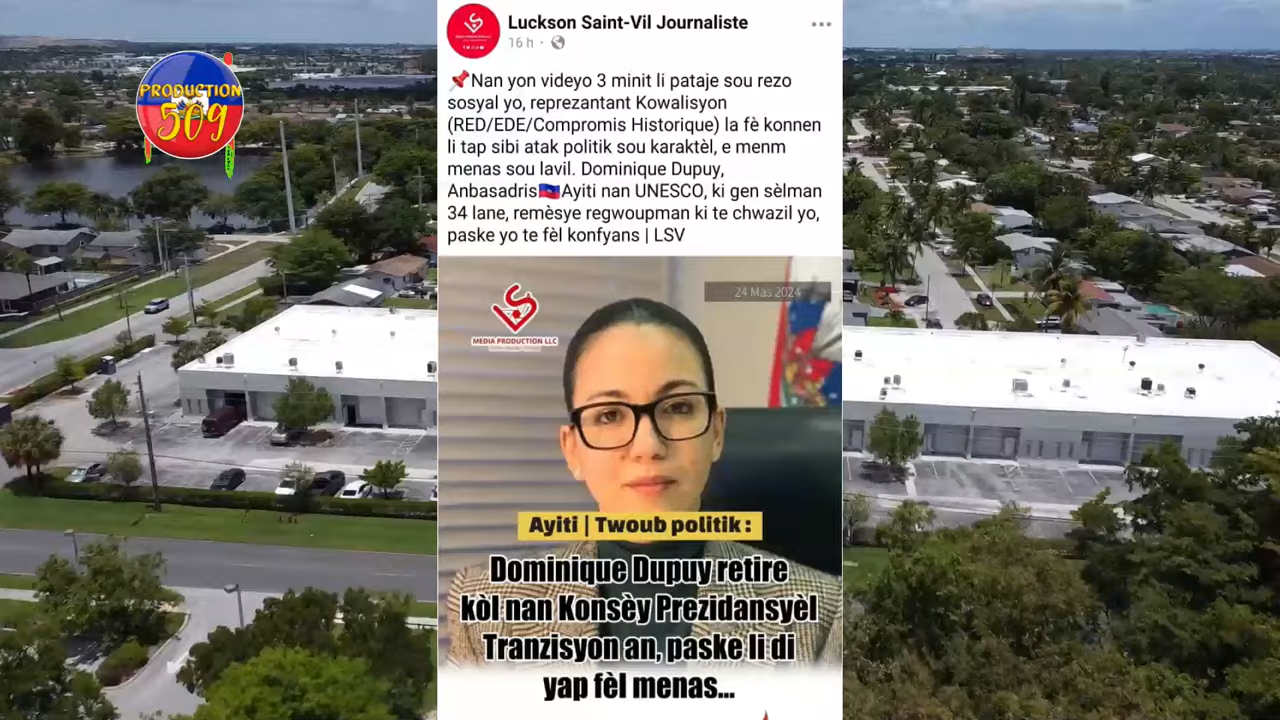 PRODUCTION
509
Luckson Saint-Vil Journaliste
16 h ·
📌Nan yon videyo 3 minit li pataje sou rezo
sosyal yo, reprezantant Kowalisyon
(RED/EDE/Compromis Historique) la fè konnen
li tap sibi atak politik sou karaktèl, e menm
menas sou lavil. Dominique Dupuy,
Anbasadris🇭🇹Ayiti nan UNESCO, ki gen sèlman
34 lane, remèsye regwoupman ki te chwazil yo,
paske yo te fèl konfyans | LSV
24 Mas 2024
MEDIA PRODUCTION LLC
Ayiti | Twoub politik :
Dominique Dupuy retire
kòl nan Konsèy Prezidansyèl
Tranzisyon an, paske li di
yap fèl menas...